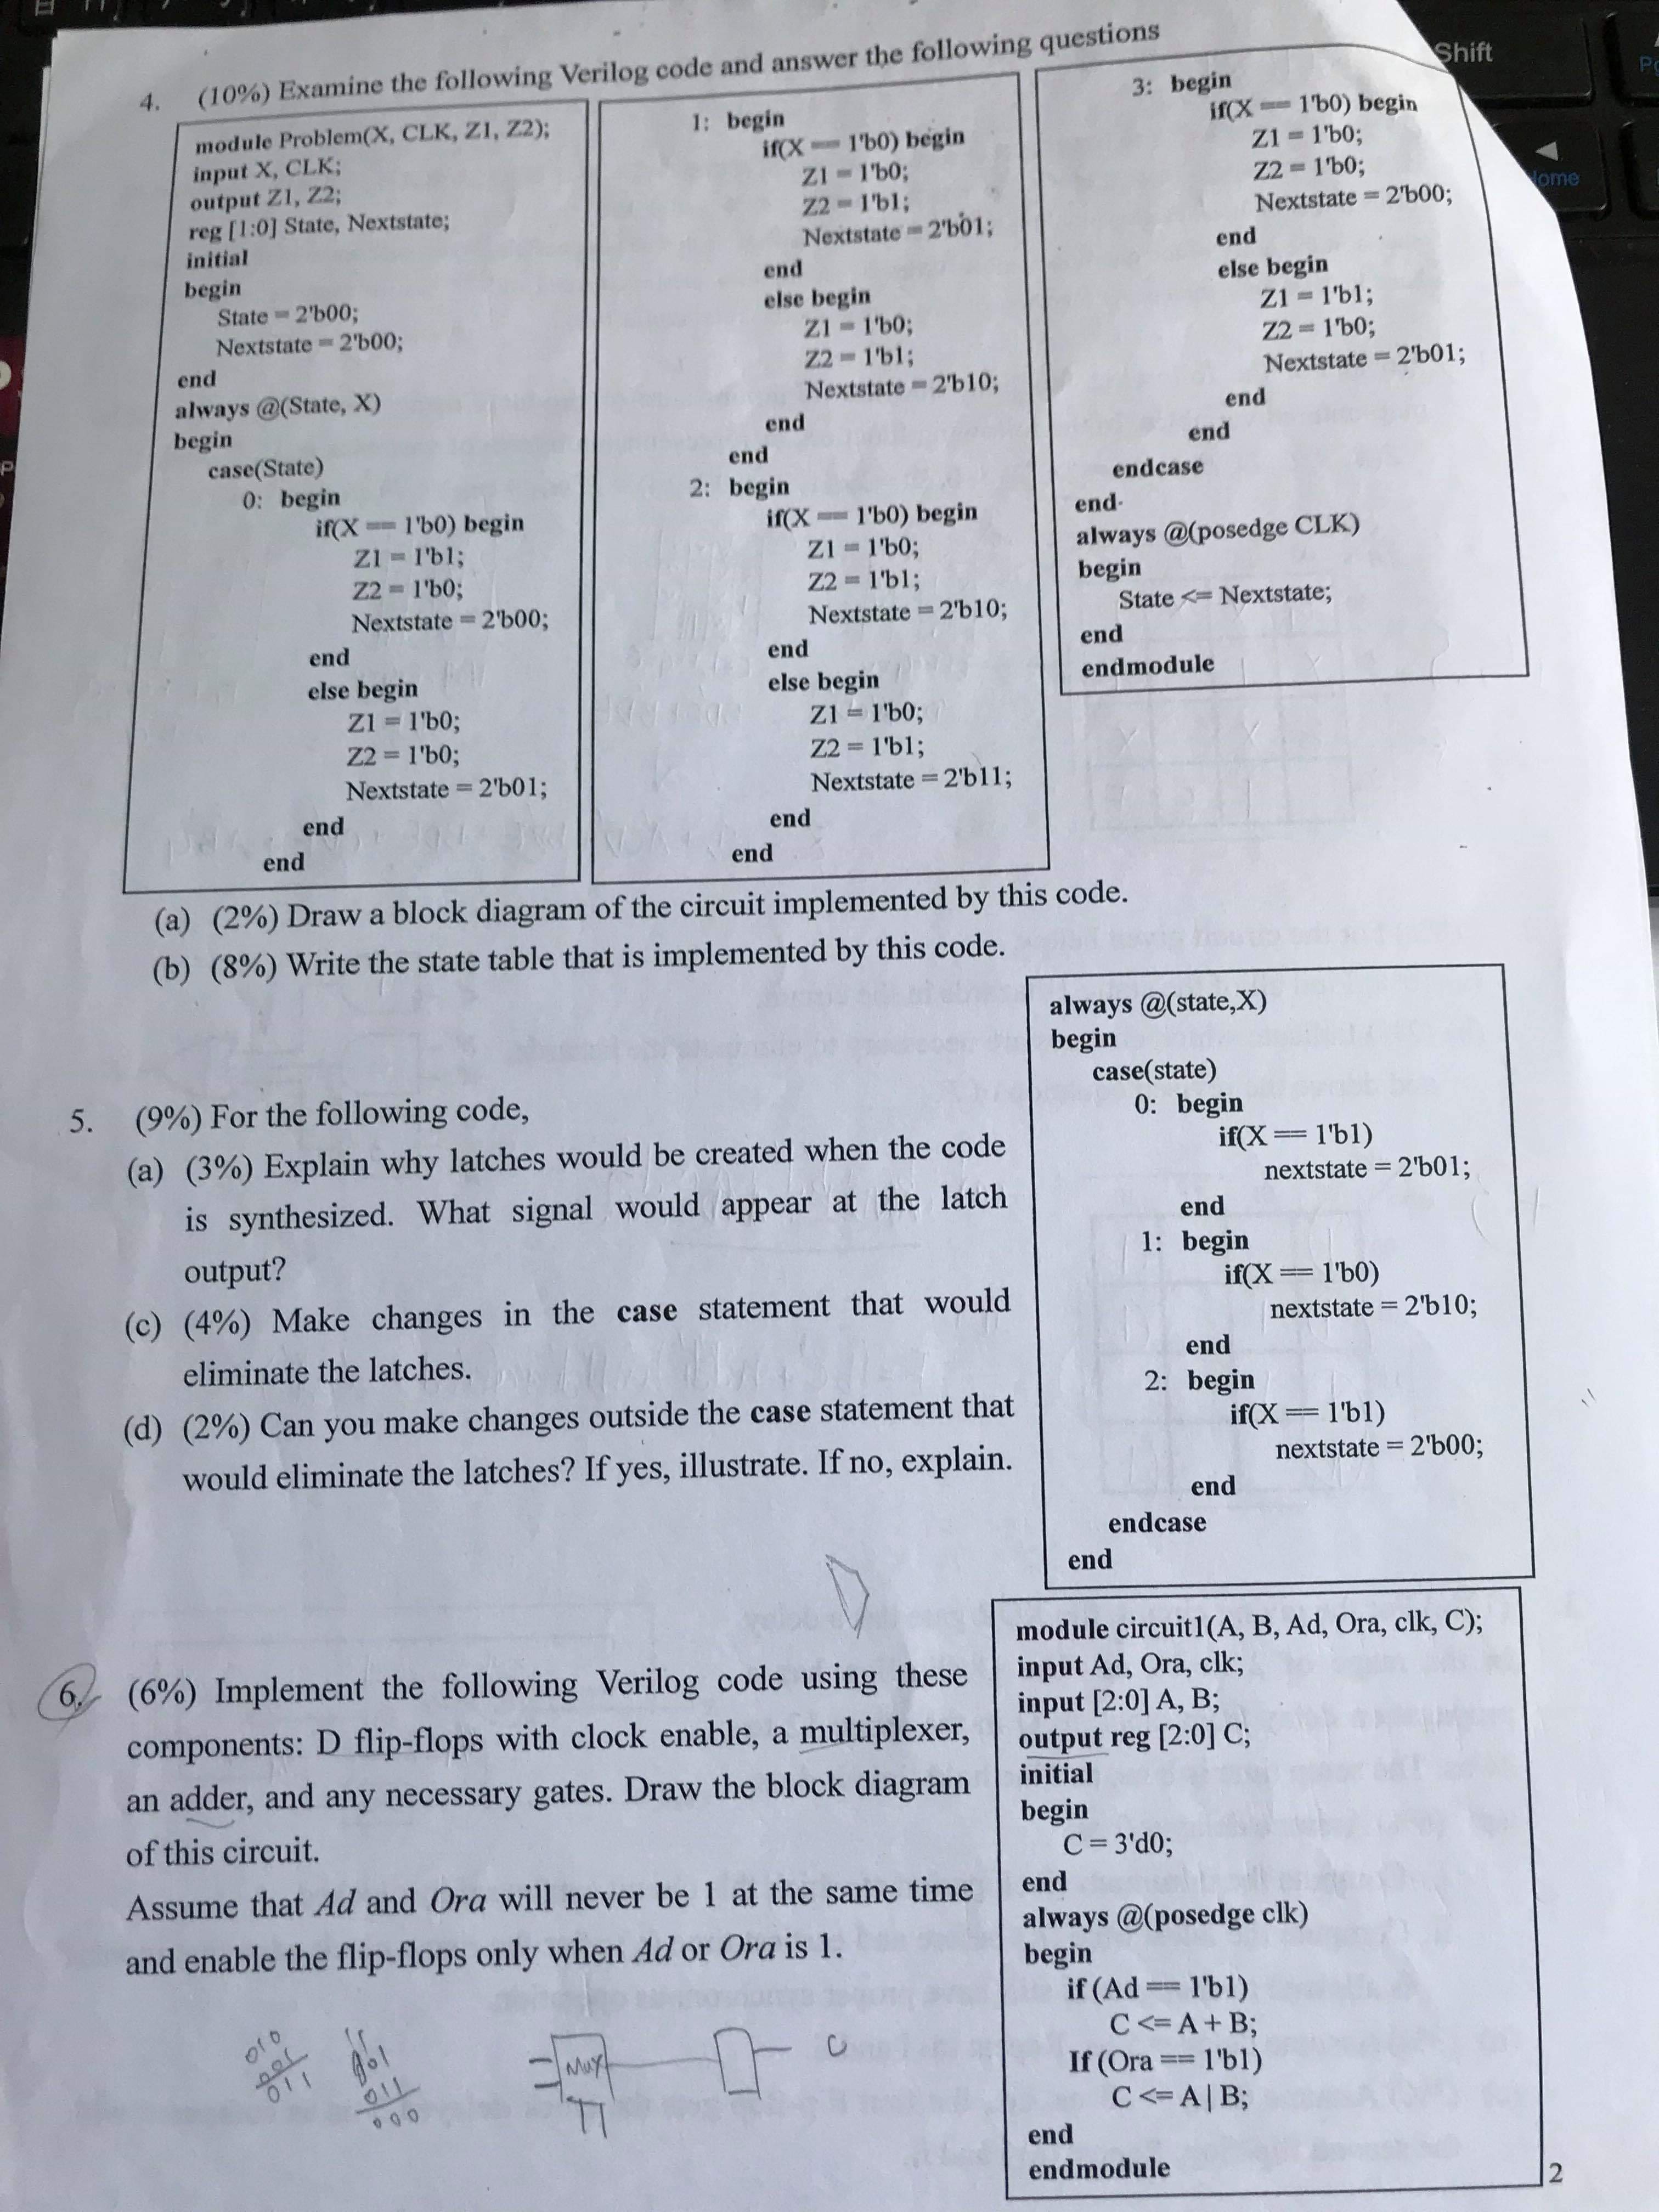 4. (10%) Examine the following Verilog code and answer the following questions
module Problem(X, CLK, Z1, Z2);
input X, CLK;
output Z1, Z2;
reg [1:0] State, Nextstate;
initial
begin
State = 2'b00;
Nextstate = 2'b00;
end
always @(State, X)
begin
case(State)
0: begin
if(X == 1'b0) begin
Z1 = 1'b1;
Z2 = 1'b0;
Nextstate = 2'b00;
end
else begin
Z1 = 1'b0;
Z2 = 1'b0;
Nextstate = 2'b01;
end
end
1: begin
if(X == 1'b0) begin
Z1 = 1'b0;
Z2 = 1'b1;
Nextstate = 2'b01;
end
else begin
Z1 = 1'b0;
Z2 = 1'b1;
Nextstate = 2'b10;
end
end
2: begin
if(X == 1'b0) begin
Z1 = 1'b0;
Z2 = 1'b1;
Nextstate = 2'b10;
end
else begin
Z1 = 1'b0;
Z2 = 1'b1;
Nextstate = 2'b11;
end
end
3: begin
if(X == 1'b0) begin
Z1 = 1'b0;
Z2 = 1'b0;
Nextstate = 2'b00;
end
else begin
Z1 = 1'b1;
Z2 = 1'b0;
Nextstate = 2'b01;
end
end
endcase
end
always @(posedge CLK)
begin
State <= Nextstate;
end
endmodule
Shift
Home
(a) (2%) Draw a block diagram of the circuit implemented by this code.
(b) (8%) Write the state table that is implemented by this code.
5. (9%) For the following code,
(a) (3%) Explain why latches would be created when the code
is synthesized. What signal would appear at the latch
output?
(c) (4%) Make changes in the case statement that would
eliminate the latches.
(d) (2%) Can you make changes outside the case statement that
would eliminate the latches? If yes, illustrate. If no, explain.
always @(state,X)
begin
case(state)
0: begin
if(X == 1'b1)
nextstate = 2'b01;
end
1: begin
if(X == 1'b0)
nextstate = 2'b10;
end
2: begin
if(X == 1'b1)
nextstate = 2'b00;
end
endcase
end
6. (6%) Implement the following Verilog code using these
components: D flip-flops with clock enable, a multiplexer,
an adder, and any necessary gates. Draw the block diagram
of this circuit.
Assume that Ad and Ora will never be 1 at the same time
and enable the flip-flops only when Ad or Ora is 1.
module circuit1(A, B, Ad, Ora, clk, C);
input Ad, Ora, clk;
input [2:0] A, B;
output reg [2:0] C;
initial
begin
C = 3'd0;
end
always @(posedge clk)
begin
if (Ad == 1'b1)
C <= A + B;
If (Ora == 1'b1)
C <= A | B;
end
endmodule
010
001
011
11
101
011
000
Mux
C
2